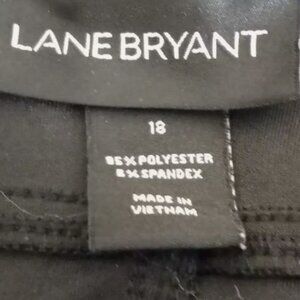 LANE BRYANT
18
95% POLYESTER
5% SPANDEX
MADE IN
VIETNAM